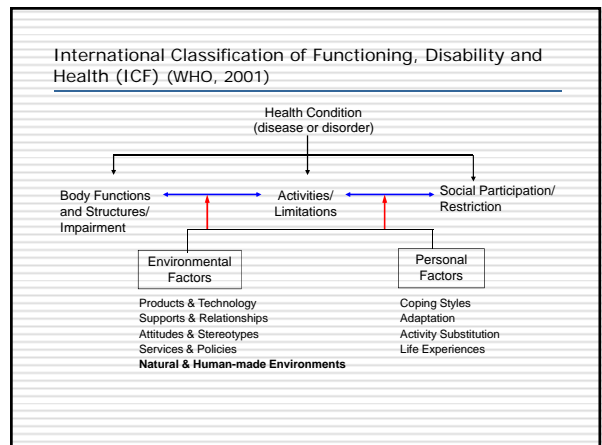 International Classification of Functioning, Disability and
Health (ICF) (WHO, 2001)
Health Condition
(disease or disorder)
Body Functions
and Structures/
Impairment
Activities/
Limitations
Social Participation/
Restriction
Environmental
Factors
Personal
Factors
Products & Technology
Supports & Relationships
Attitudes & Stereotypes
Services & Policies
Natural & Human-made Environments
Coping Styles
Adaptation
Activity Substitution
Life Experiences